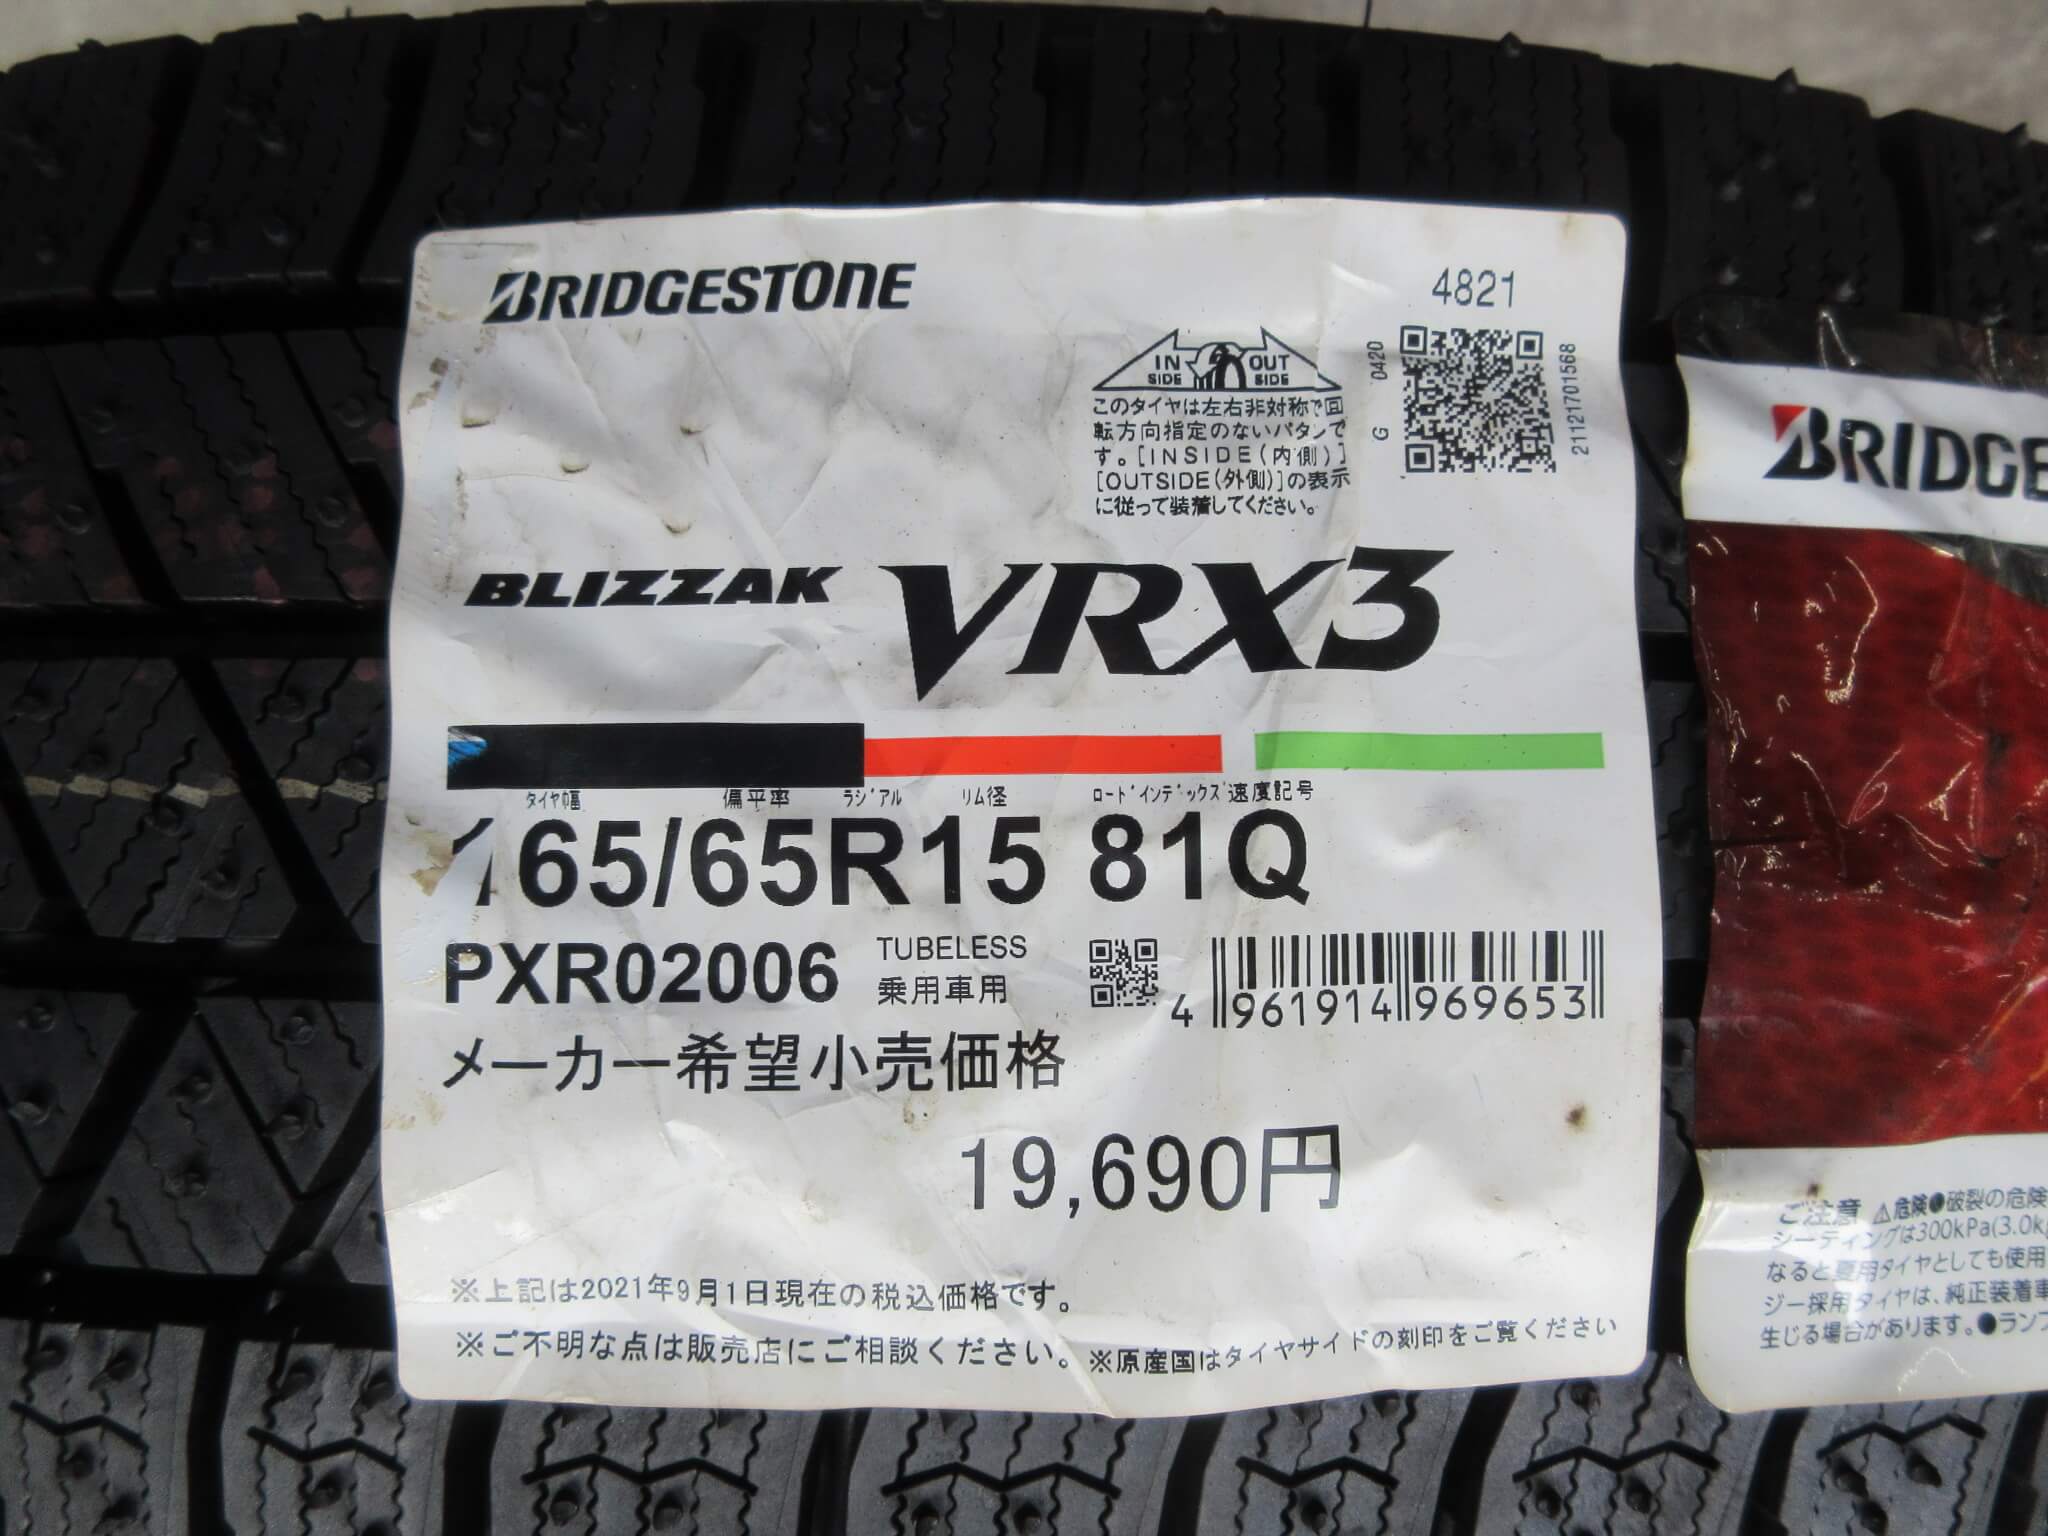 BRIDGESTONE
4821
IN SIDE OUT SIDE
G 0420
21121701568
このタイヤは左右非対称で回
転方向指定のないパタンで
す。[INSIDE(内側)]
[OUTSIDE(外側)]の表示
に従って装着してください。
BLIZZAK VRX3
タイヤ幅 偏平率 ラジアル リム径 ロードインデックス 速度記号
165/65R15 81Q
PXR02006
TUBELESS
乗用車用
4 961914 969653
メーカー希望小売価格
19,690円
※上記は2021年9月1日現在の税込価格です。
※ご不明な点は販売店にご相談ください。※原産国はタイヤサイドの刻印をご覧ください
BRIDGE
ご注意 ⚠危険●破裂の危険
シーティングは300kPa(3.0k
なると夏用タイヤとしても使用
ジー採用タイヤは、純正装着車
生じる場合があります。●ランフ